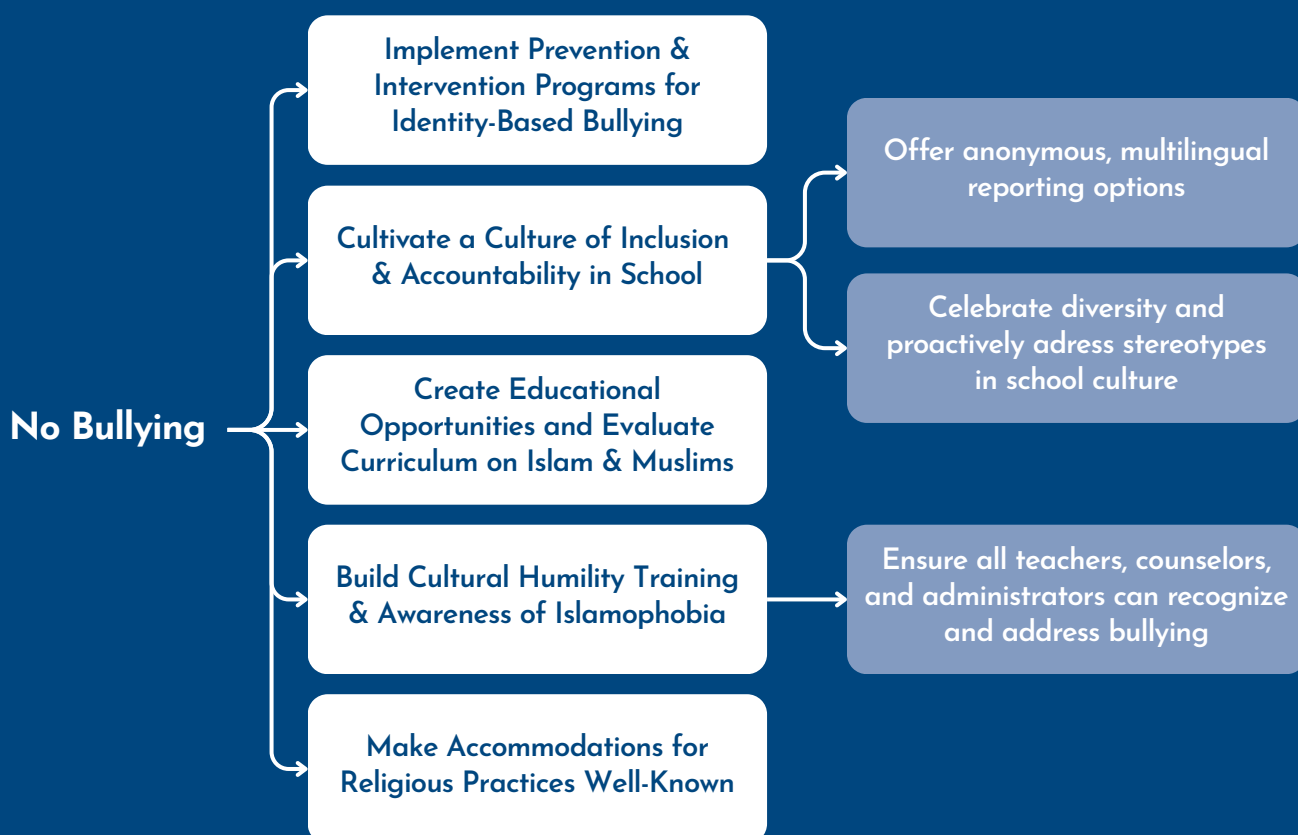 Implement Prevention &
Intervention Programs for
Identity-Based Bullying
Offer anonymous, multilingual
reporting options
Cultivate a Culture of Inclusion
& Accountability in School
Celebrate diversity and
proactively adress stereotypes
in school culture
Create Educational
Opportunities and Evaluate
Curriculum on Islam & Muslims
No Bullying
Build Cultural Humility Training
& Awareness of Islamophobia
Ensure all teachers, counselors,
and administrators can recognize
and address bullying
Make Accommodations for
Religious Practices Well-Known